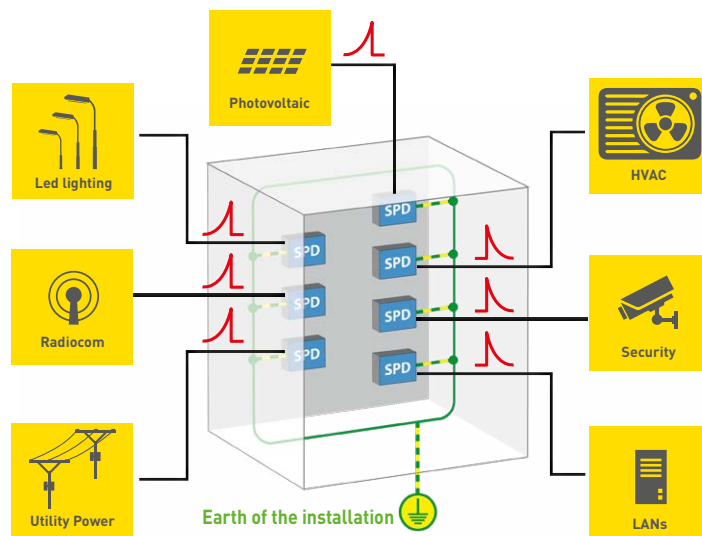 Photovoltaic
Led lighting
HVAC
SPD
SPD
SPD
Radiocom
SPD
SPD
Security
SPD
SPD
Utility Power
Earth of the installation
LANs